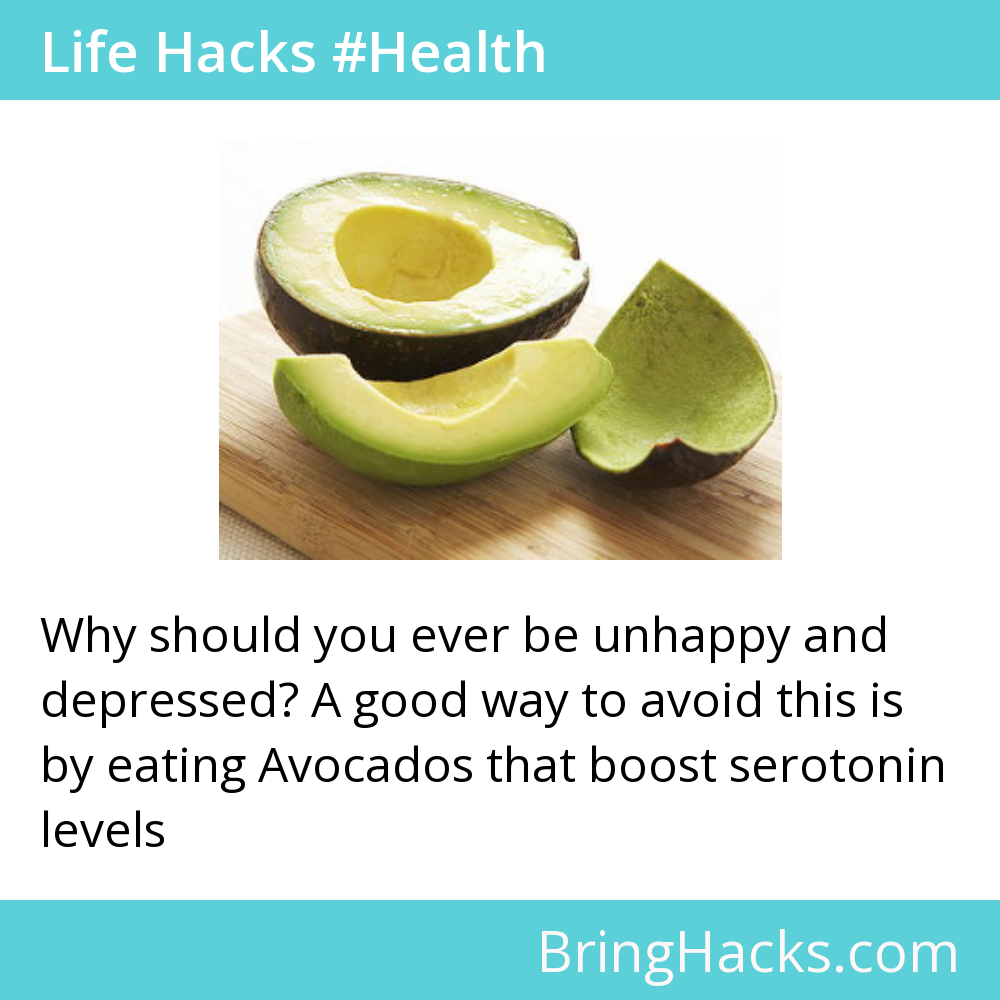 Life Hacks #Health
Why should you ever be unhappy and
depressed? A good way to avoid this is
by eating Avocados that boost serotonin
levels
BringHacks.com